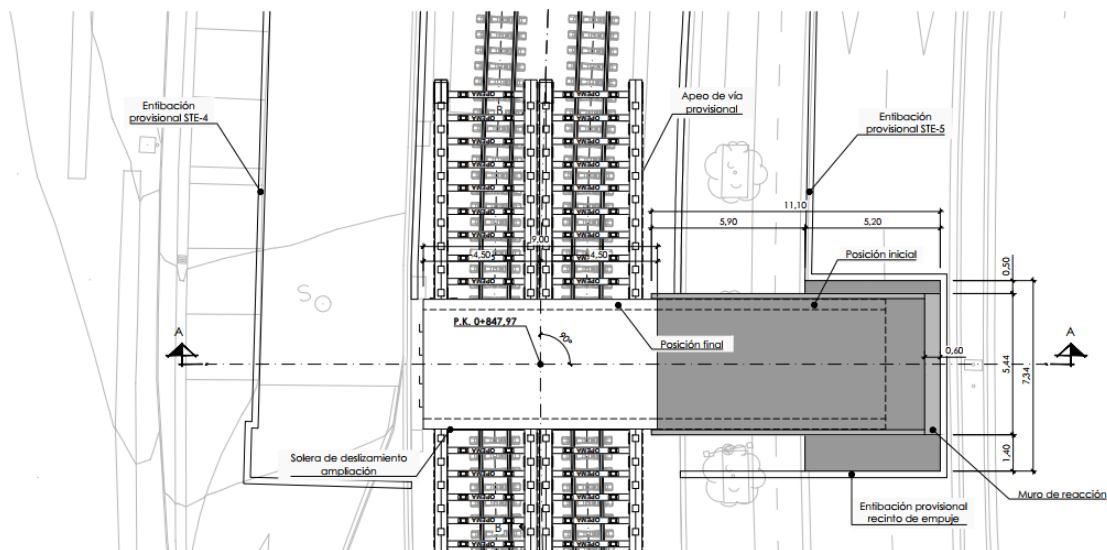 Entibación
provisional STE-4
B
Apeo de vía
provisional
Entibación
provisional STE-5
11,10
5,90
5,20
9,00
4,50
4,50
Posición inicial
0,50
S
P.K. 0+847,97
90º
Posición final
A
A
0,60
5,44
7,34
1,40
Solera de deslizamiento
ampliación
Muro de reacción
Entibación provisional
recinto de empuje
B
OPEMA